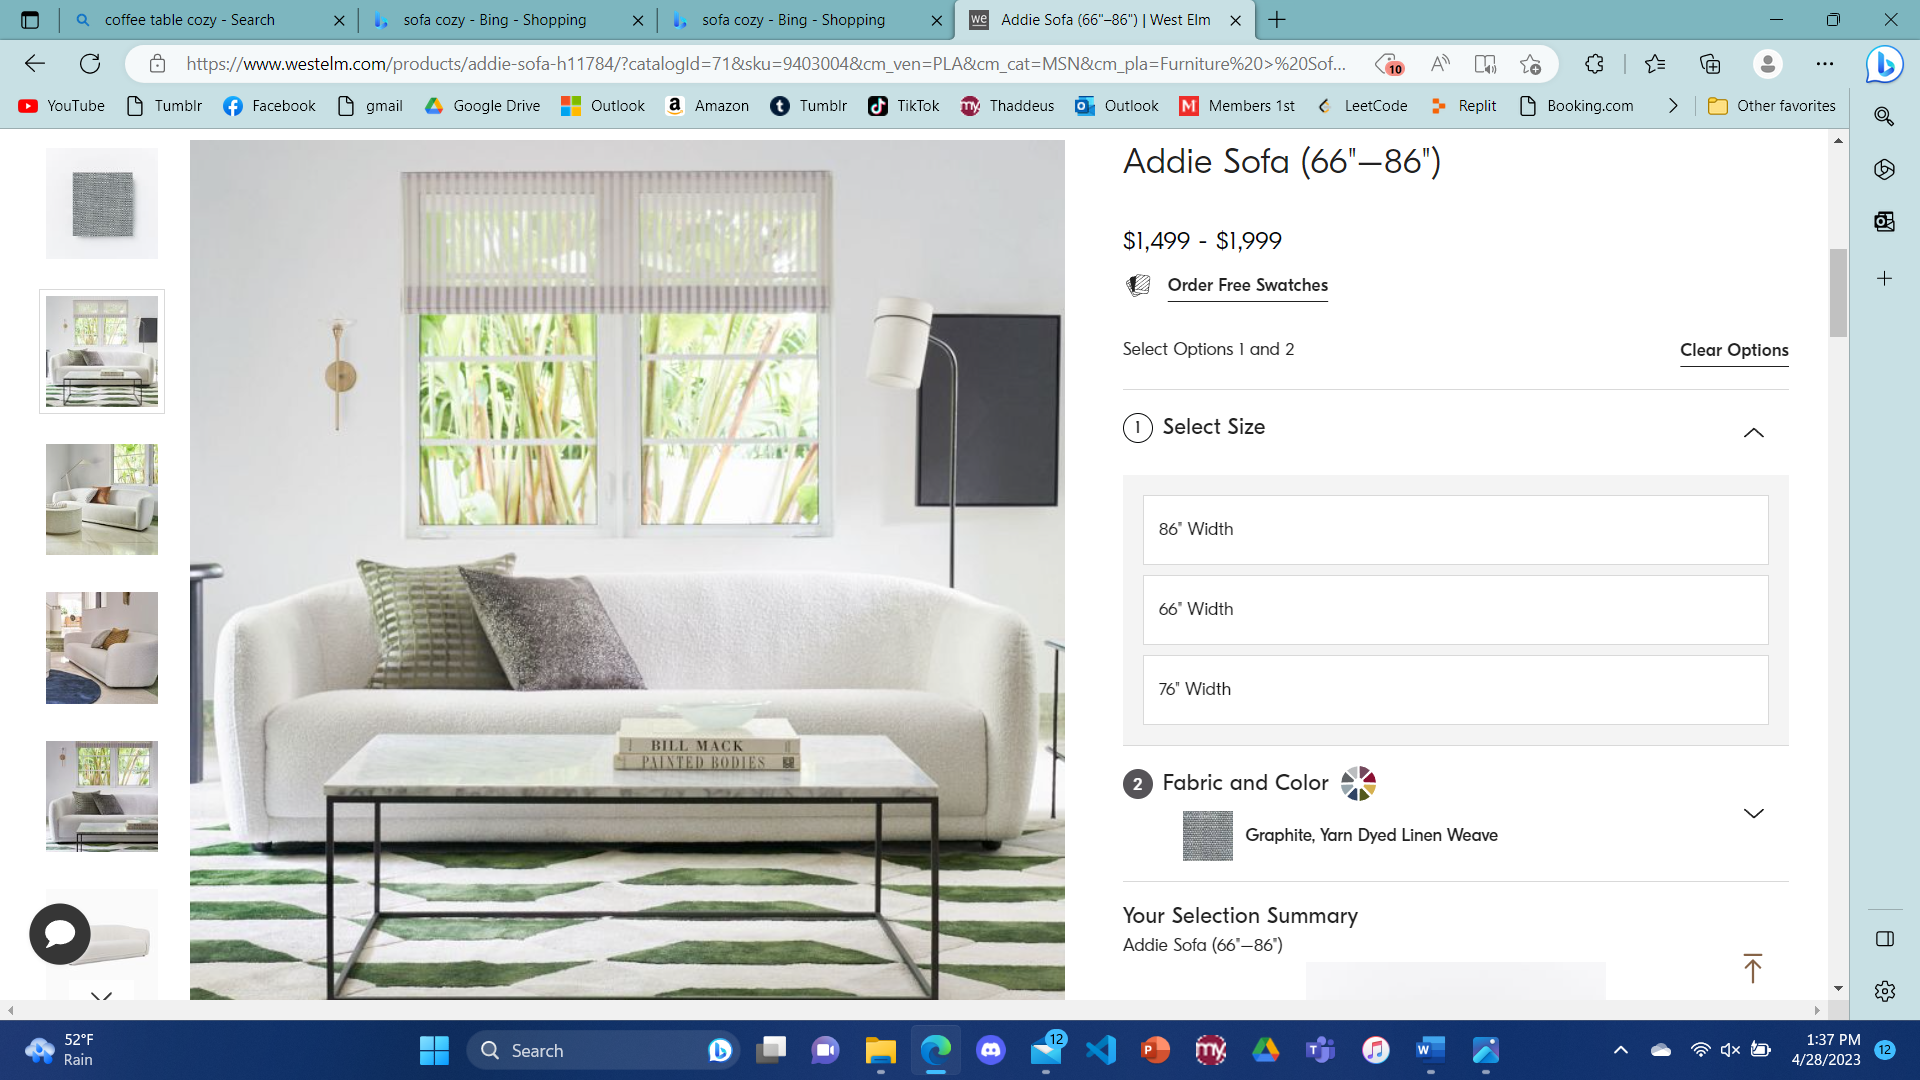 coffee table cozy - Search
sofa cozy - Bing - Shopping
sofa cozy - Bing - Shopping
we
Addie Sofa (66"–86") | West Elm
https://www.westelm.com/products/addie-sofa-h11784/?catalogId=71&sku=9403004&cm_ven=PLA&cm_cat=MSN&cm_pla=Furniture%20>%20Sof...
10
YouTube
Tumblr
Facebook
gmail
Google Drive
Outlook
Amazon
Tumblr
TikTok
Thaddeus
Outlook
Members 1st
LeetCode
Replit
Booking.com
Other favorites
Addie Sofa (66"–86")
$1,499 - $1,999
Order Free Swatches
Select Options 1 and 2
Clear Options
1 Select Size
86" Width
66" Width
76" Width
2 Fabric and Color
Graphite, Yarn Dyed Linen Weave
Your Selection Summary
Addie Sofa (66"–86")
BILL MACK
PAINTED BODIES
52°F
Rain
Search
12
1:37 PM
4/28/2023
12